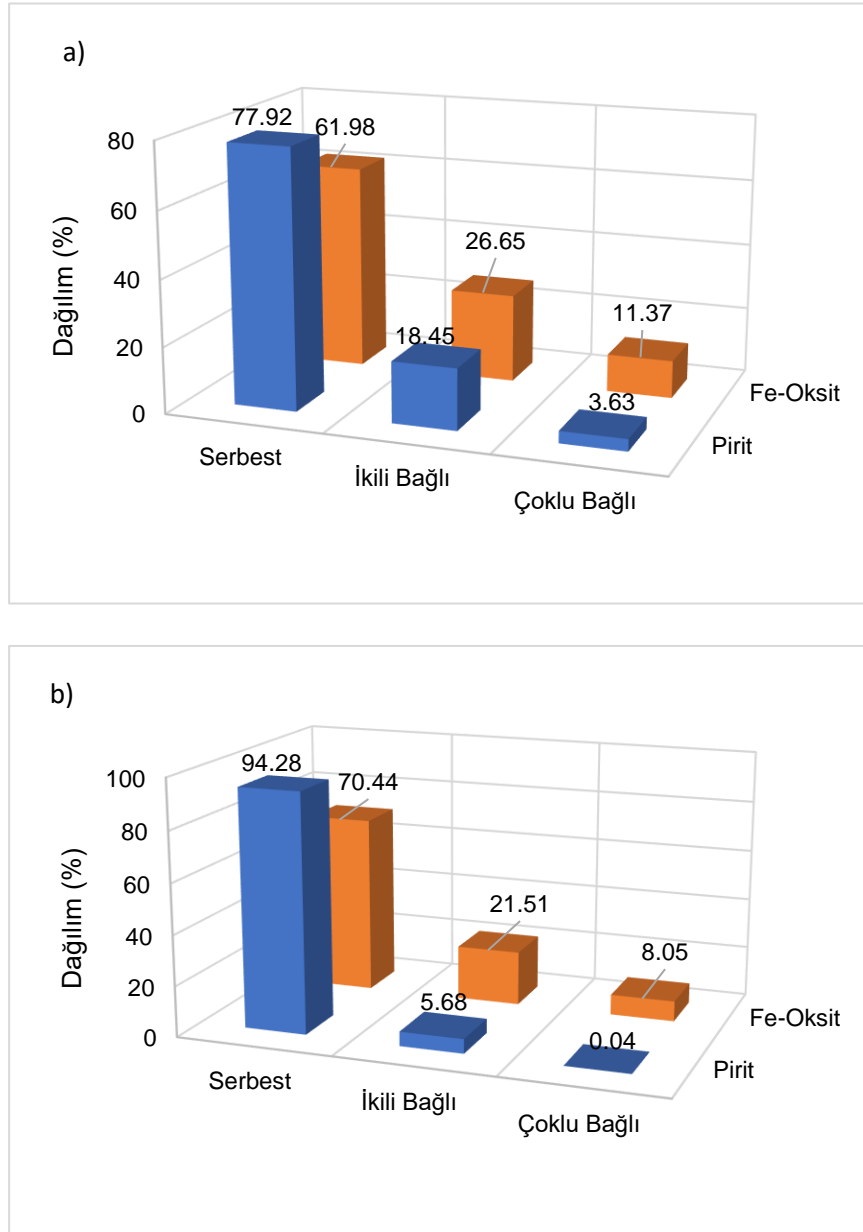 a)
77.92
61.98
26.65
18.45
11.37
3.63
80
60
40
20
0
Dağılım (%)
Serbest
İkili Bağlı
Çoklu Bağlı
Fe-Oksit
Pirit
b)
94.28
70.44
21.51
5.68
8.05
0.04
100
80
60
40
20
0
Dağılım (%)
Serbest
İkili Bağlı
Çoklu Bağlı
Fe-Oksit
Pirit